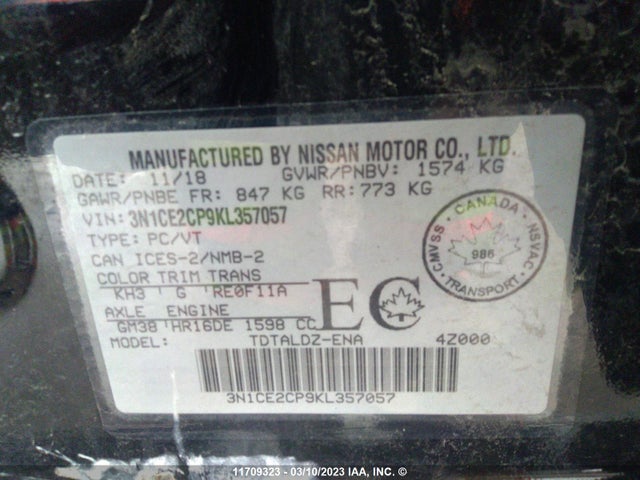 MANUFACTURED BY NISSAN MOTOR CO., LTD.
DATE: 11/18 GVWR/PNBV: 1574 KG
GAWR/PNBE FR: 847 KG RR: 773 KG
VIN: 3N1CE2CP9KL357057
TYPE: PC/VT
CAN ICES-2/NMB-2
COLOR TRIM TRANS
KH3 ' G ' RE0F11A
AXLE ENGINE
GM38 ' HR16DE 1598 CC
MODEL: TDTALDZ-ENA 4Z000
EC
CANADA
CMVSS NSVAC
986
TRANSPORT
3N1CE2CP9KL357057
11709323 - 03/10/2023 IAA, INC. ©